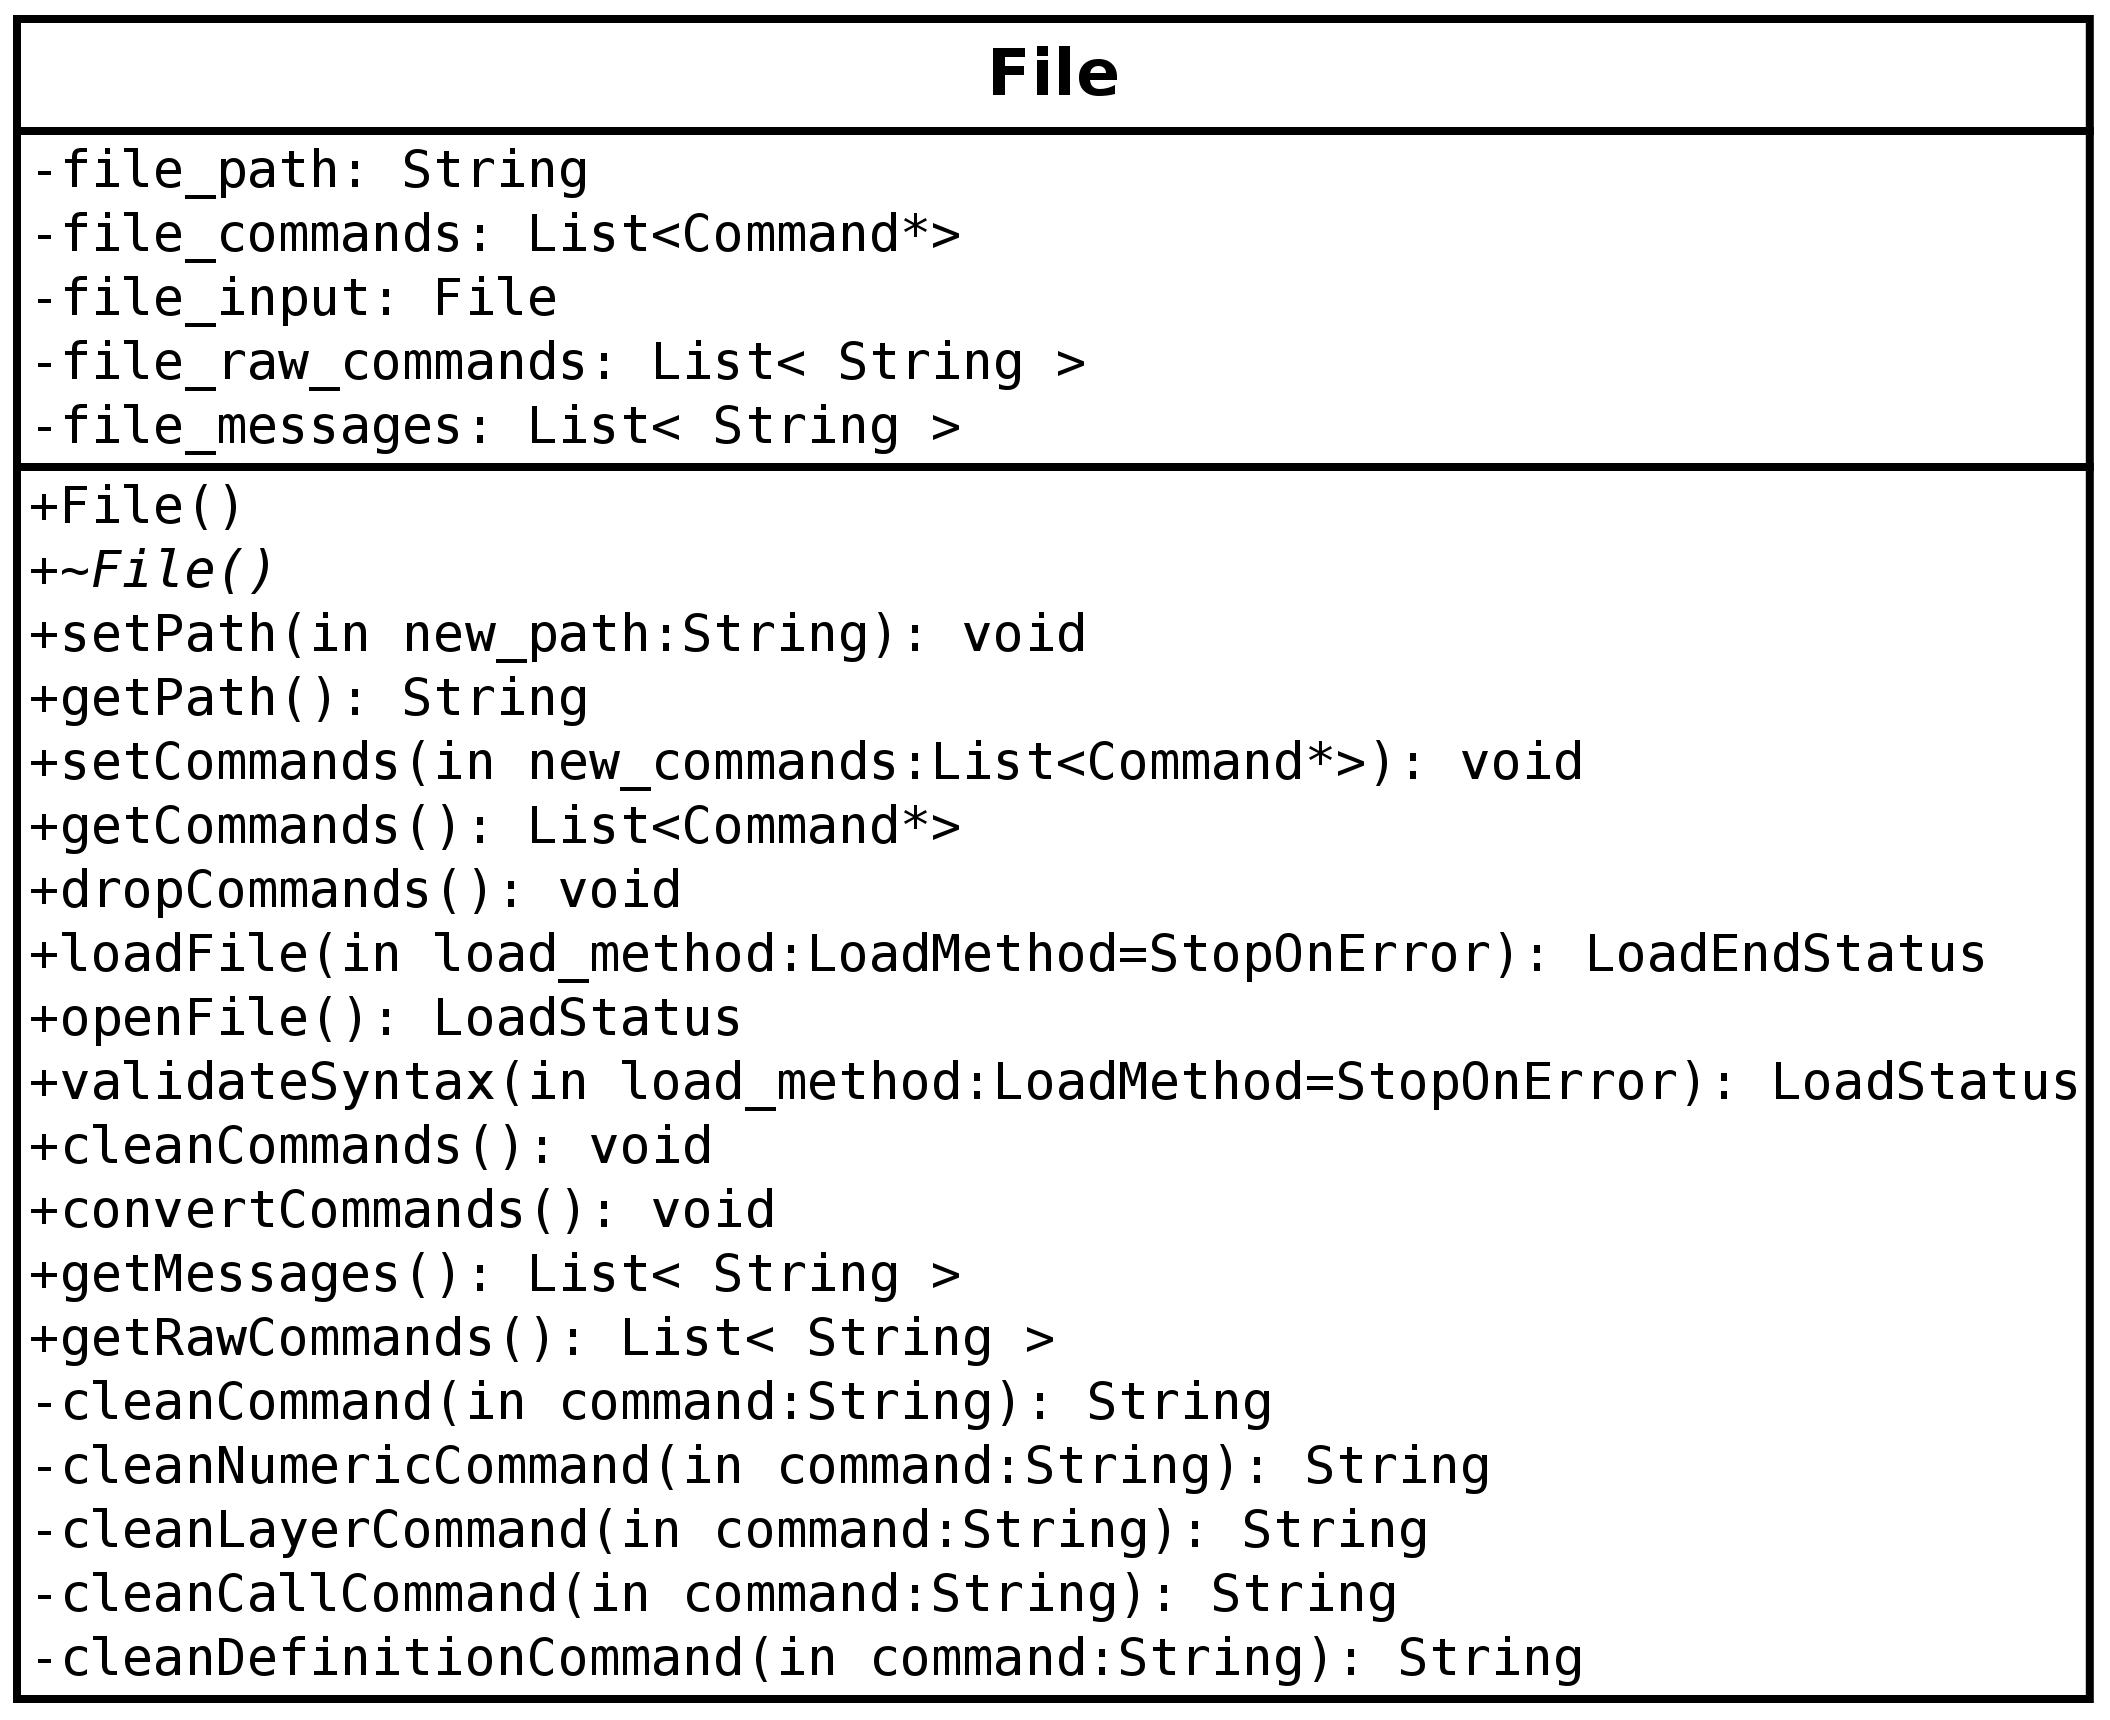 File
-file_path: String
-file_commands: List<Command*>
-file_input: File
-file_raw_commands: List< String >
-file_messages: List< String >
+File()
+~File()
+setPath(in new_path:String): void
+getPath(): String
+setCommands(in new_commands:List<Command*>): void
+getCommands(): List<Command*>
+dropCommands(): void
+loadFile(in load_method:LoadMethod=StopOnError): LoadEndStatus
+openFile(): LoadStatus
+validateSyntax(in load_method:LoadMethod=StopOnError): LoadStatus
+cleanCommands(): void
+convertCommands(): void
+getMessages(): List< String >
+getRawCommands(): List< String >
-cleanCommand(in command:String): String
-cleanNumericCommand(in command:String): String
-cleanLayerCommand(in command:String): String
-cleanCallCommand(in command:String): String
-cleanDefinitionCommand(in command:String): String